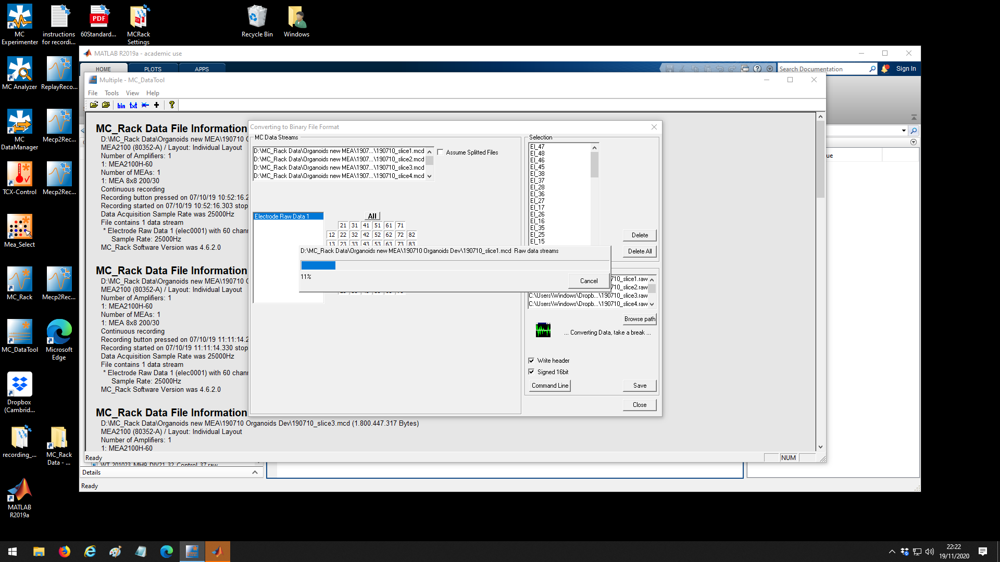 MC Experimenter
instructions for recordi...
60Standard...
MCRack Settings
Recycle Bin
Windows
MC Analyzer
ReplayReco...
MC DataManager
Mecp2Rec...
TCX-Control
Mecp2Rec...
Mea_Select
MC_Rack
Mecp2Rec...
MC_DataTool
Microsoft Edge
Dropbox (Cambrid...
recording_...
MC_Rack Data - ...
MATLAB R2019a
MATLAB R2019a - academic use
HOME
PLOTS
APPS
Search Documentation
Sign In
Multiple - MC_DataTool
File Tools View Help
bin txt
MC_Rack Data File Information
D:\MC_Rack Data\Organoids new MEA\190710 O
MEA2100 (80352-A) / Layout: Individual Layout
Number of Amplifiers: 1
1: MEA2100H-60
Number of MEAs: 1
1: MEA 8x8 200/30
Continuous recording
Recording button pressed on 07/10/19 10:52:16.2
Recording started on 07/10/19 10:52:16.303 stop
Data Acquisition Sample Rate was 25000Hz
File contains 1 data stream
* Electrode Raw Data 1 (elec0001) with 60 chann
Sample Rate: 25000Hz
MC_Rack Software Version was 4.6.2.0
MC_Rack Data File Information
D:\MC_Rack Data\Organoids new MEA\190710 O
MEA2100 (80352-A) / Layout: Individual Layout
Number of Amplifiers: 1
1: MEA2100H-60
Number of MEAs: 1
1: MEA 8x8 200/30
Continuous recording
Recording button pressed on 07/10/19 11:11:14.2
Recording started on 07/10/19 11:11:14.330 stop
Data Acquisition Sample Rate was 25000Hz
File contains 1 data stream
* Electrode Raw Data 1 (elec0001) with 60 chann
Sample Rate: 25000Hz
MC_Rack Software Version was 4.6.2.0
MC_Rack Data File Information
D:\MC_Rack Data\Organoids new MEA\190710 Organoids Dev\190710_slice3.mcd (1.800.447.317 Bytes)
MEA2100 (80352-A) / Layout: Individual Layout
Number of Amplifiers: 1
1: MEA2100H-60
Ready
NUM
Converting to Binary File Format
MC Data Streams
D:\MC_Rack Data\Organoids new MEA\1907...\190710_slice1.mcd
D:\MC_Rack Data\Organoids new MEA\1907...\190710_slice2.mcd
D:\MC_Rack Data\Organoids new MEA\1907...\190710_slice3.mcd
D:\MC_Rack Data\Organoids new MEA\1907...\190710_slice4.mcd
Assume Splitted Files
Electrode Raw Data 1
All
21 31 41 51 61 71
12 22 32 42 52 62 72 82
13 23 33 43 53 63 73 83
Selection
El_47
El_48
El_46
El_45
El_38
El_37
El_28
El_36
El_27
El_17
El_26
El_16
El_35
El_25
El_15
Delete
Delete All
D:\MC_Rack Data\Organoids new MEA\190710 Organoids Dev\190710_slice1.mcd Raw data streams
11%
Cancel
710_slice1.raw
710_slice2.raw
C:\Users\Windows\Dropb...\190710_slice3.raw
C:\Users\Windows\Dropb...\190710_slice4.raw
Browse path
... Converting Data, take a break ...
Write header
Signed 16bit
Command Line
Save
Close
ue
WT_201023_MH9_DIV21_32_Control_37.raw
Details
Ready
22:22
19/11/2020